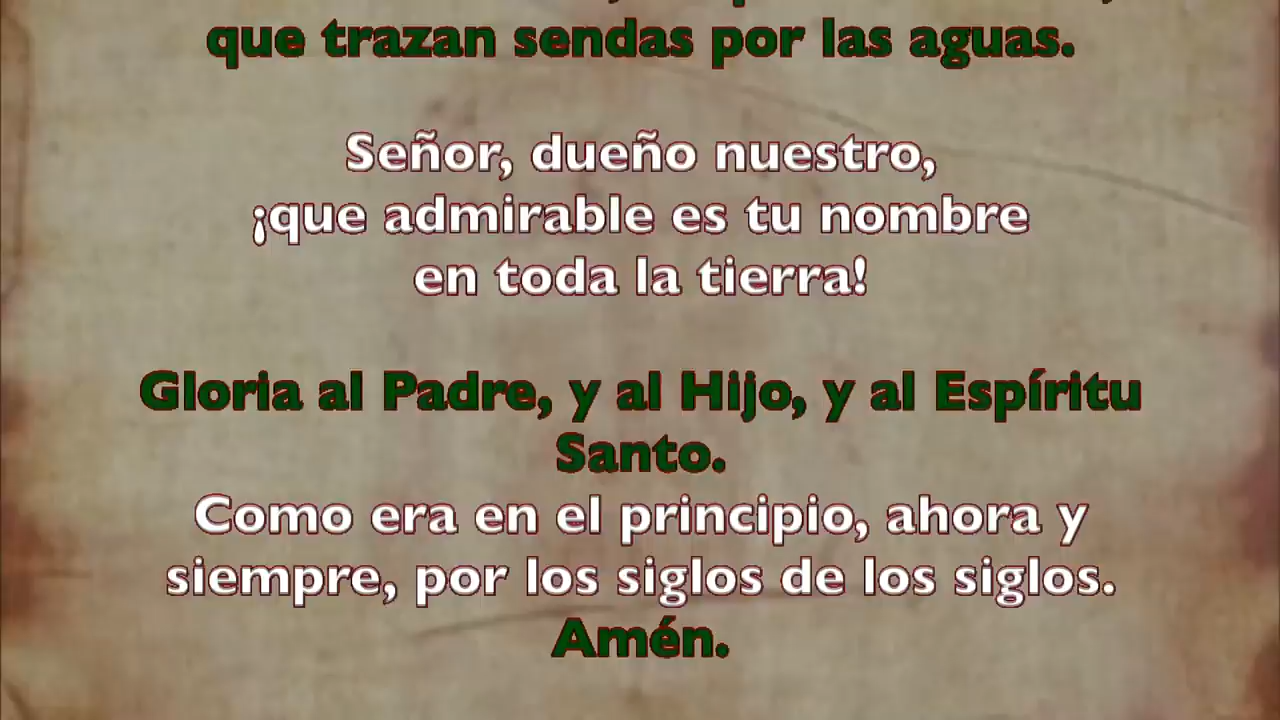 que trazan sendas por las aguas.
Señor, dueño nuestro,
¡que admirable es tu nombre
en toda la tierra!
Gloria al Padre, y al Hijo, y al Espíritu
Santo.
Como era en el principio, ahora y
siempre, por los siglos de los siglos.
Amén.